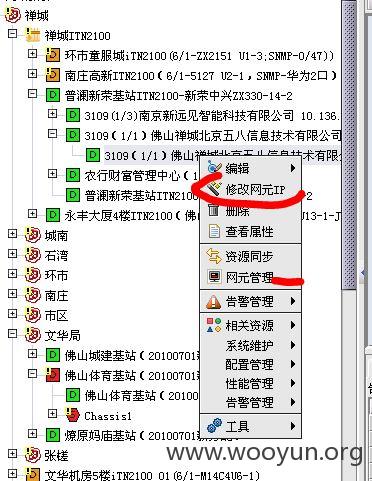 禅城
禅城ITN2100
环市童服城iTN2100(6/1-ZX2151 U1-3;SNMP-0/47))
南庄高新ITN2100(6/1-5127 U2-1，SNMP-华为2口)
普澜新荣基站ITN2100-新荣中兴ZX330-14-2
3109(1/3)南京新远见智能科技有限公司 10.136.
3109(1/1)佛山禅城北京五八信息技术有限公司
3109(1/1)佛山禅城北京五八信息技术有限公
农行财富管理中心(1
普澜新荣基站ITN2100
永丰大厦4楼iTN2100(6
U13-1-J
城南
石湾
环市
南庄
市区
文华局
佛山城建基站(20100701
佛山体育基站(20100701
佛山体育基站(2010
Chassis1
燎原妈庙基站(20100701
张槎
文华机房5楼iTN2100 01(6/1-M14C4U6-1)
编辑
修改网元IP
删除
查看属性
资源同步
网元管理
告警管理
相关资源
系统维护
配置管理
性能管理
告警管理
工具
www.wooyun.org